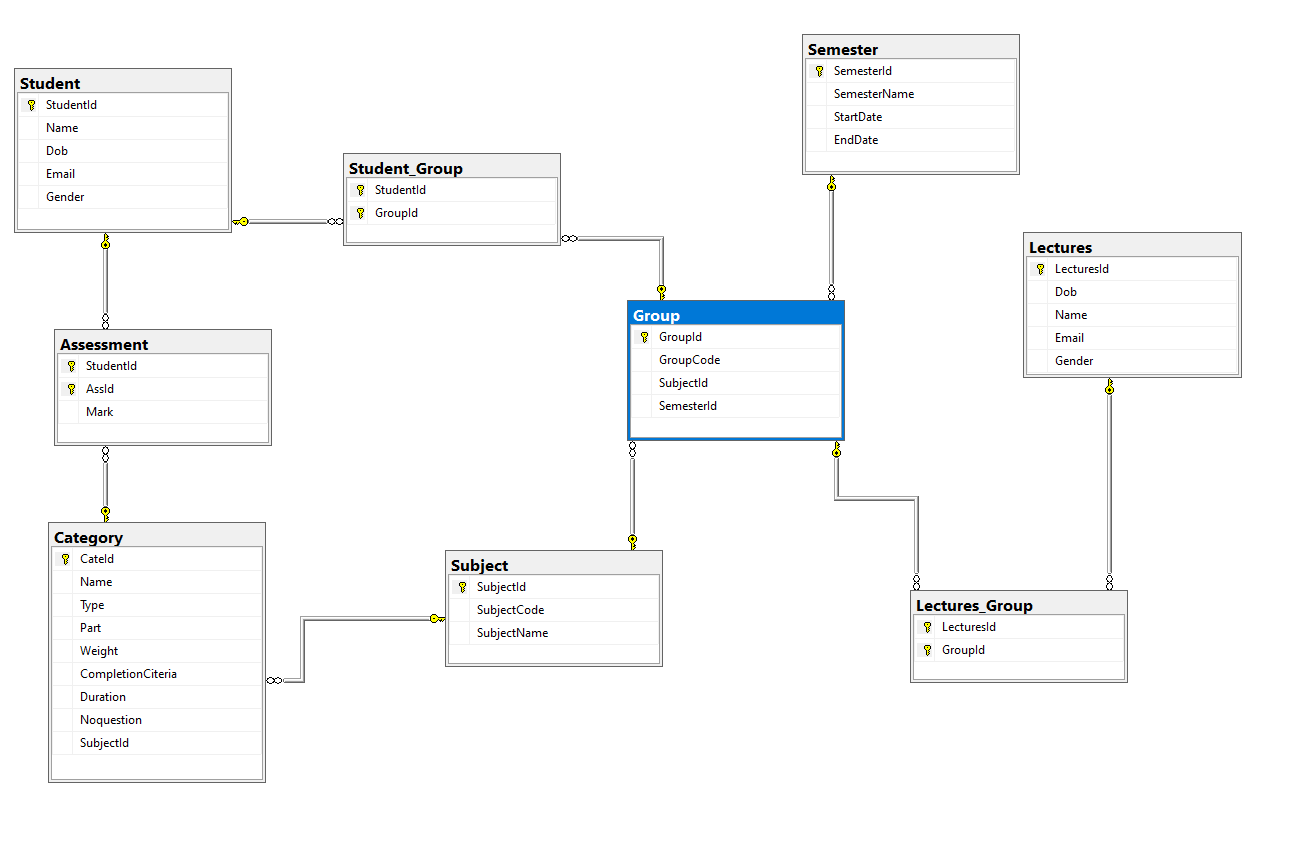 Student
StudentId
Name
Dob
Email
Gender
Student_Group
StudentId
GroupId
Semester
SemesterId
SemesterName
StartDate
EndDate
Lectures
LecturesId
Dob
Name
Email
Gender
Group
GroupId
GroupCode
SubjectId
SemesterId
Assessment
StudentId
AssId
Mark
Category
CateId
Name
Type
Part
Weight
CompletionCiteria
Duration
Noquestion
SubjectId
Subject
SubjectId
SubjectCode
SubjectName
Lectures_Group
LecturesId
GroupId